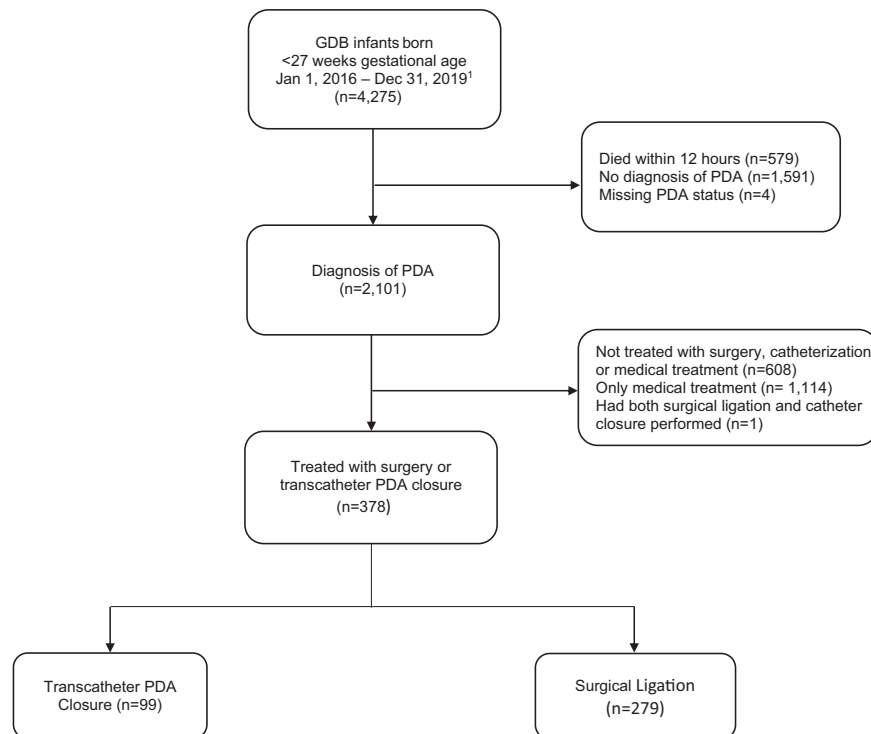 GDB infants born
<27 weeks gestational age
Jan 1, 2016 – Dec 31, 2019¹
(n=4,275)
Died within 12 hours (n=579)
No diagnosis of PDA (n=1,591)
Missing PDA status (n=4)
Diagnosis of PDA
(n=2,101)
Not treated with surgery, catheterization
or medical treatment (n=608)
Only medical treatment (n= 1,114)
Had both surgical ligation and catheter
closure performed (n=1)
Treated with surgery or
transcatheter PDA closure
(n=378)
Transcatheter PDA
Closure (n=99)
Surgical Ligation
(n=279)